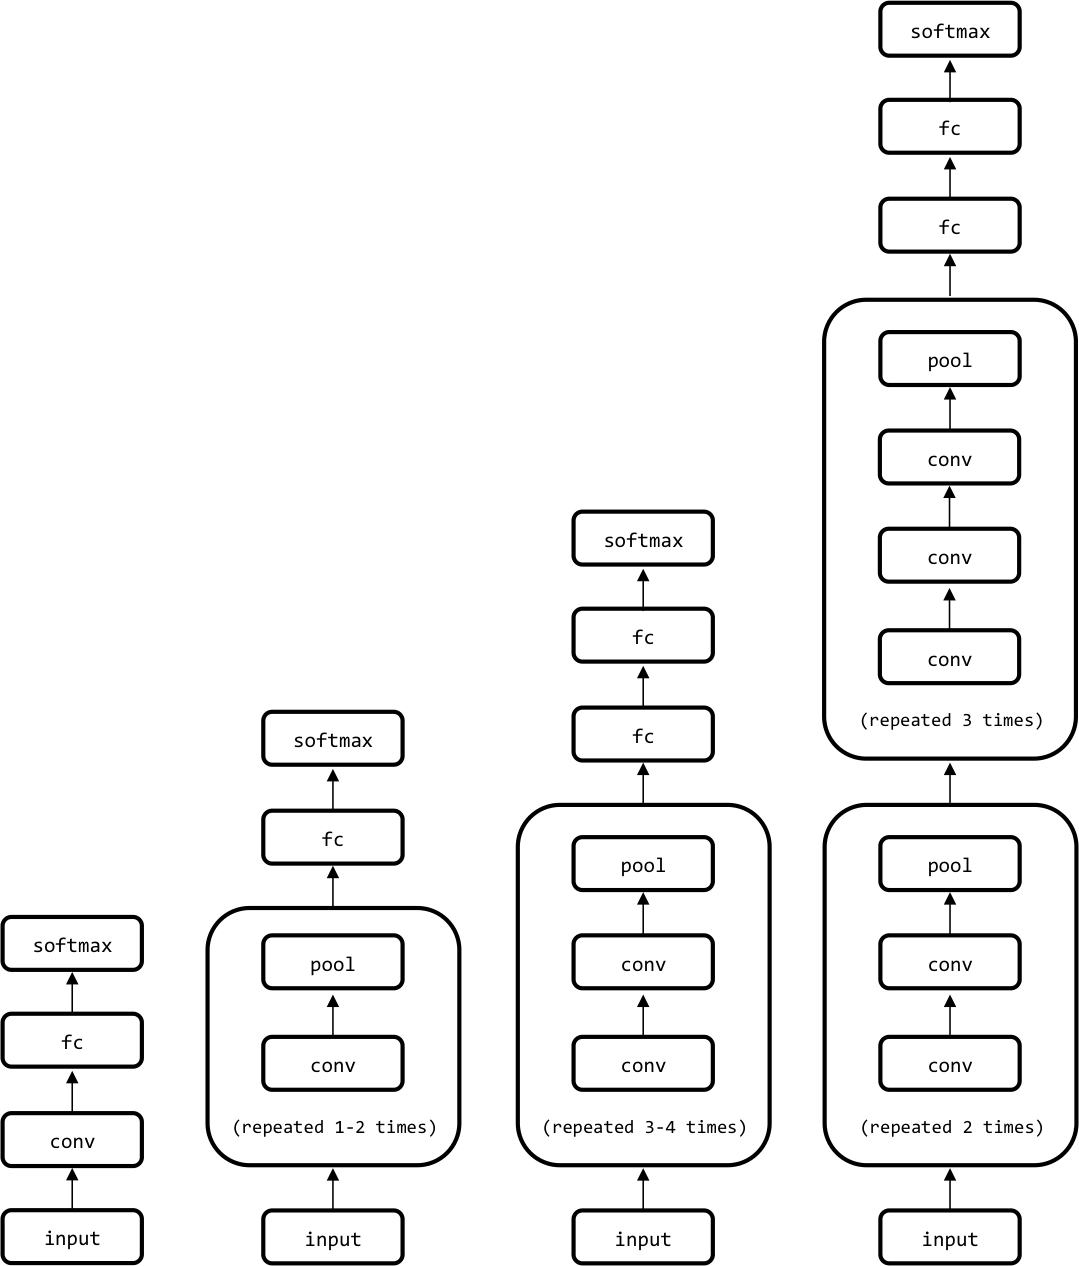 softmax
fc
conv
input
softmax
fc
pool
conv
(repeated 1-2 times)
input
softmax
fc
fc
pool
conv
conv
(repeated 3-4 times)
input
softmax
fc
fc
pool
conv
conv
conv
(repeated 3 times)
pool
conv
conv
(repeated 2 times)
input